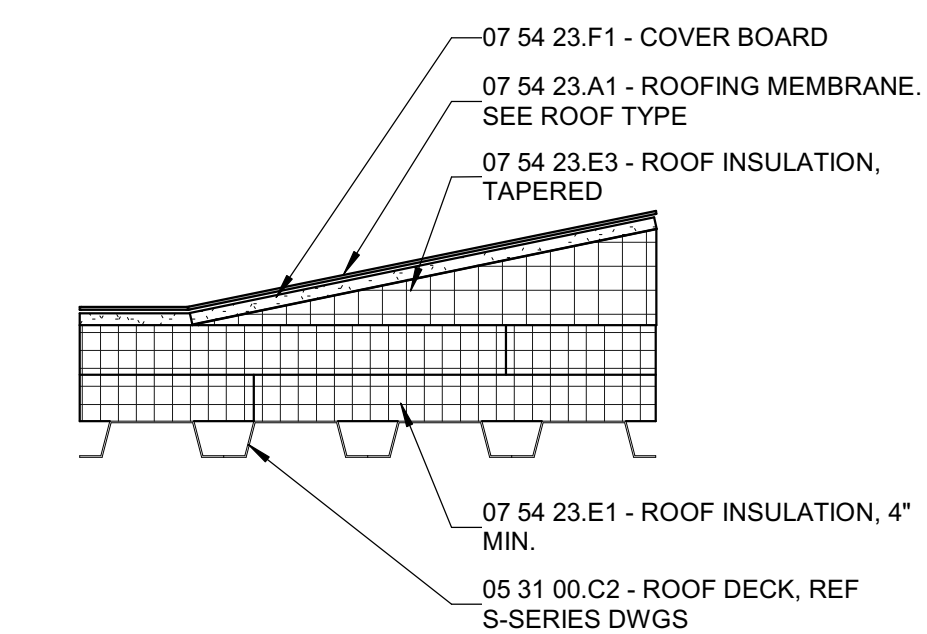 07 54 23.F1 - COVER BOARD
07 54 23.A1 - ROOFING MEMBRANE.
SEE ROOF TYPE
07 54 23.E3 - ROOF INSULATION,
TAPERED
07 54 23.E1 - ROOF INSULATION, 4"
MIN.
05 31 00.C2 - ROOF DECK, REF
S-SERIES DWGS